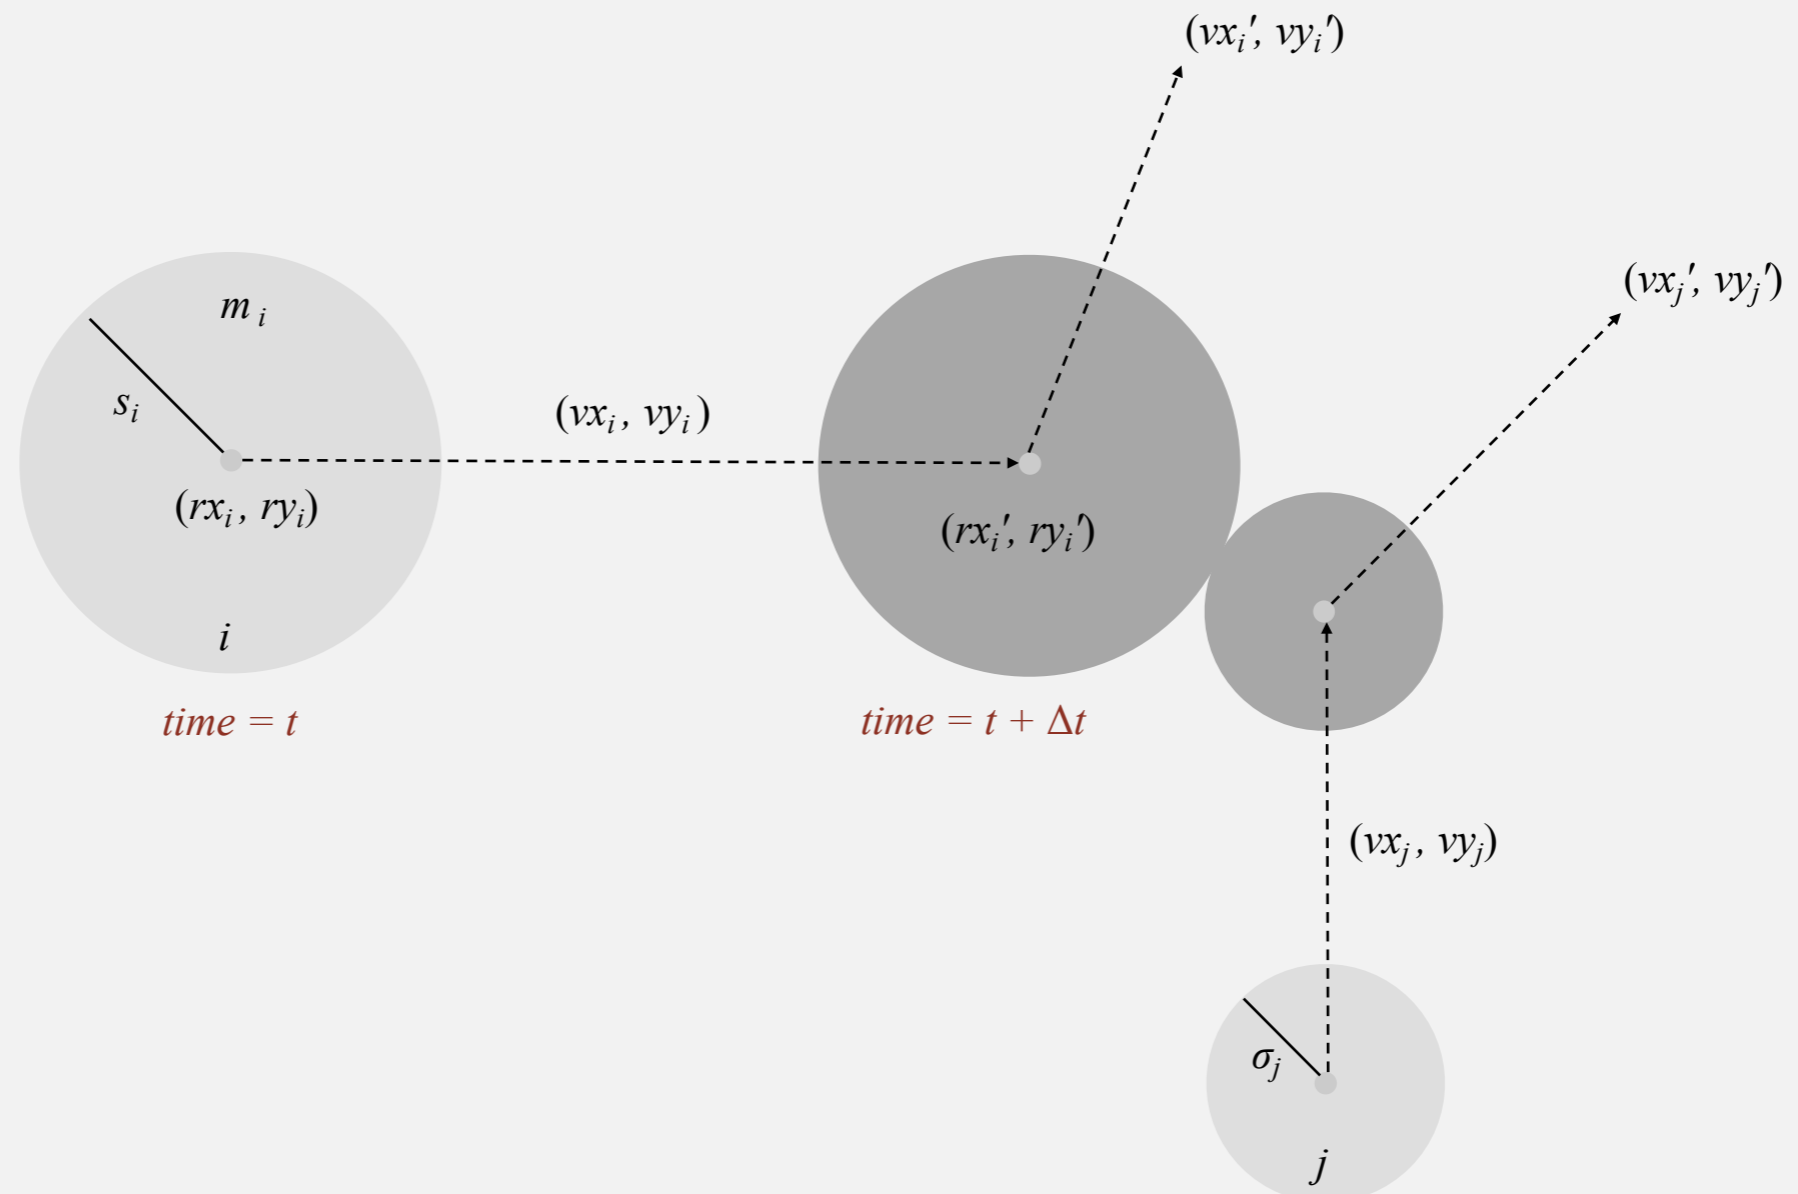 (vxᵢ′, vyᵢ′)
(vxⱼ′, vyⱼ′)
mᵢ
sᵢ
(vxᵢ, vyᵢ)
(rxᵢ, ryᵢ)
(rxᵢ′, ryᵢ′)
i
time = t
time = t + Δt
(vxⱼ, vyⱼ)
σⱼ
j